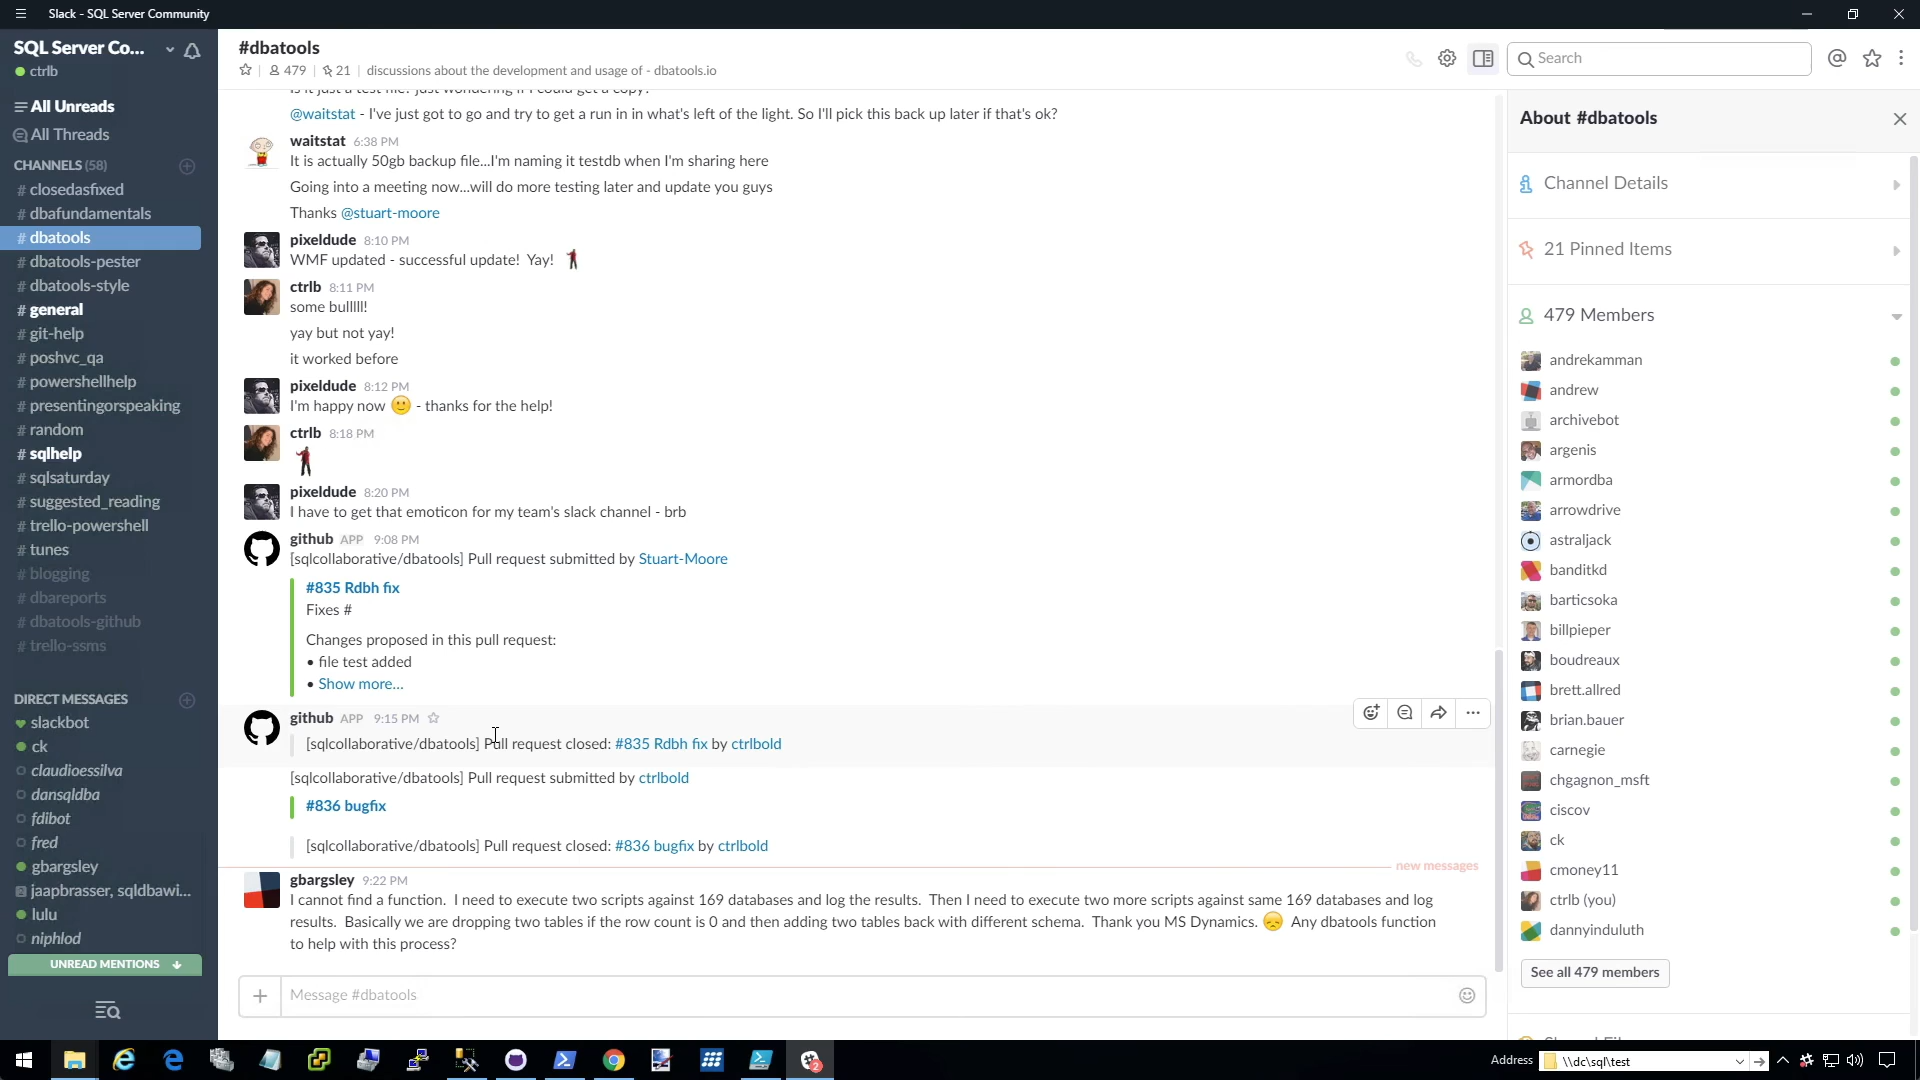 Slack - SQL Server Community
SQL Server Co...
ctrlb
All Unreads
All Threads
CHANNELS (58)
# closedasfixed
# dbafundamentals
# dbatools
# dbatools-pester
# dbatools-style
# general
# git-help
# poshvc_qa
# powershellhelp
# presentingorspeaking
# random
# sqlhelp
# sqlsaturday
# suggested_reading
# trello-powershell
# tunes
# blogging
# dbareports
# dbatools-github
# trello-ssms
DIRECT MESSAGES
slackbot
ck
claudioessilva
dansqldba
fdibot
fred
gbargsley
jaapbrasser, sqldbawi...
lulu
niphlod
UNREAD MENTIONS
#dbatools
479 | 21 | discussions about the development and usage of - dbatools.io
Search
Is it just a test file? just wondering if I could get a copy?
@waitstat - I've just got to go and try to get a run in in what's left of the light. So I'll pick this back up later if that's ok?
waitstat 6:38 PM
It is actually 50gb backup file...I'm naming it testdb when I'm sharing here
Going into a meeting now...will do more testing later and update you guys
Thanks @stuart-moore
pixeldude 8:10 PM
WMF updated - successful update! Yay!
ctrlb 8:11 PM
some bulllll!
yay but not yay!
it worked before
pixeldude 8:12 PM
I'm happy now - thanks for the help!
ctrlb 8:18 PM
pixeldude 8:20 PM
I have to get that emoticon for my team's slack channel - brb
github APP 9:08 PM
[sqlcollaborative/dbatools] Pull request submitted by Stuart-Moore
#835 Rdbh fix
Fixes #
Changes proposed in this pull request:
• file test added
• Show more...
github APP 9:15 PM
[sqlcollaborative/dbatools] Pull request closed: #835 Rdbh fix by ctrlbold
[sqlcollaborative/dbatools] Pull request submitted by ctrlbold
#836 bugfix
[sqlcollaborative/dbatools] Pull request closed: #836 bugfix by ctrlbold
new messages
gbargsley 9:22 PM
I cannot find a function. I need to execute two scripts against 169 databases and log the results. Then I need to execute two more scripts against same 169 databases and log
results. Basically we are dropping two tables if the row count is 0 and then adding two tables back with different schema. Thank you MS Dynamics. Any dbatools function
to help with this process?
Message #dbatools
About #dbatools
Channel Details
21 Pinned Items
479 Members
andrekamman
andrew
archivebot
argenis
armordba
arrowdrive
astraljack
banditkd
barticsoka
billpieper
boudreaux
brett.allred
brian.bauer
carnegie
chgagnon_msft
ciscov
ck
cmoney11
ctrlb (you)
dannyinduluth
See all 479 members
Address \\dc\sql\test
2